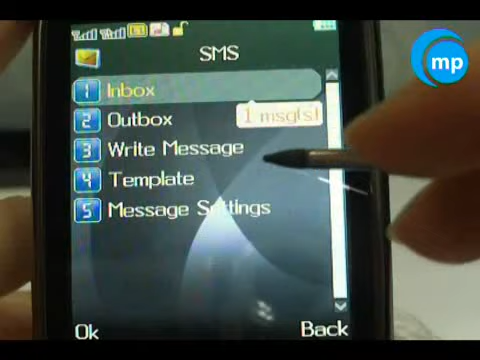 mp
SMS
1 Inbox
1 msg(s)
2 Outbox
3 Write Message
4 Template
5 Message Settings
Ok
Back